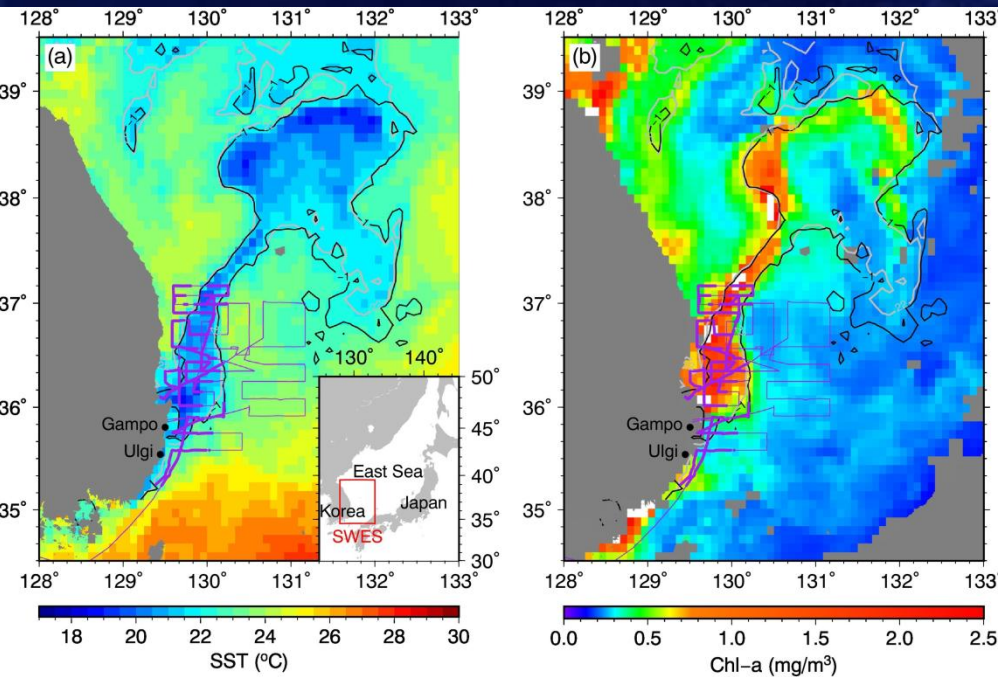 128° 129° 130° 131° 132° 133°
(a)
39°
38°
37°
36°
35°
Gampo
Ulgi
130° 140°
50°
45°
40°
35°
30°
East Sea
Korea
Japan
SWES
128° 129° 130° 131° 132° 133°
18 20 22 24 26 28 30
SST (°C)
128° 129° 130° 131° 132° 133°
(b)
39°
38°
37°
36°
35°
Gampo
Ulgi
128° 129° 130° 131° 132° 133°
0.0 0.5 1.0 1.5 2.0 2.5
Chl−a (mg/m³)